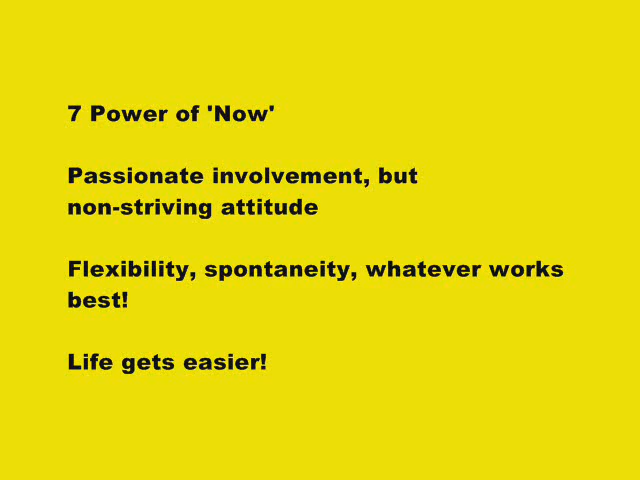 7 Power of 'Now'
Passionate involvement, but
non-striving attitude
Flexibility, spontaneity, whatever works
best!
Life gets easier!